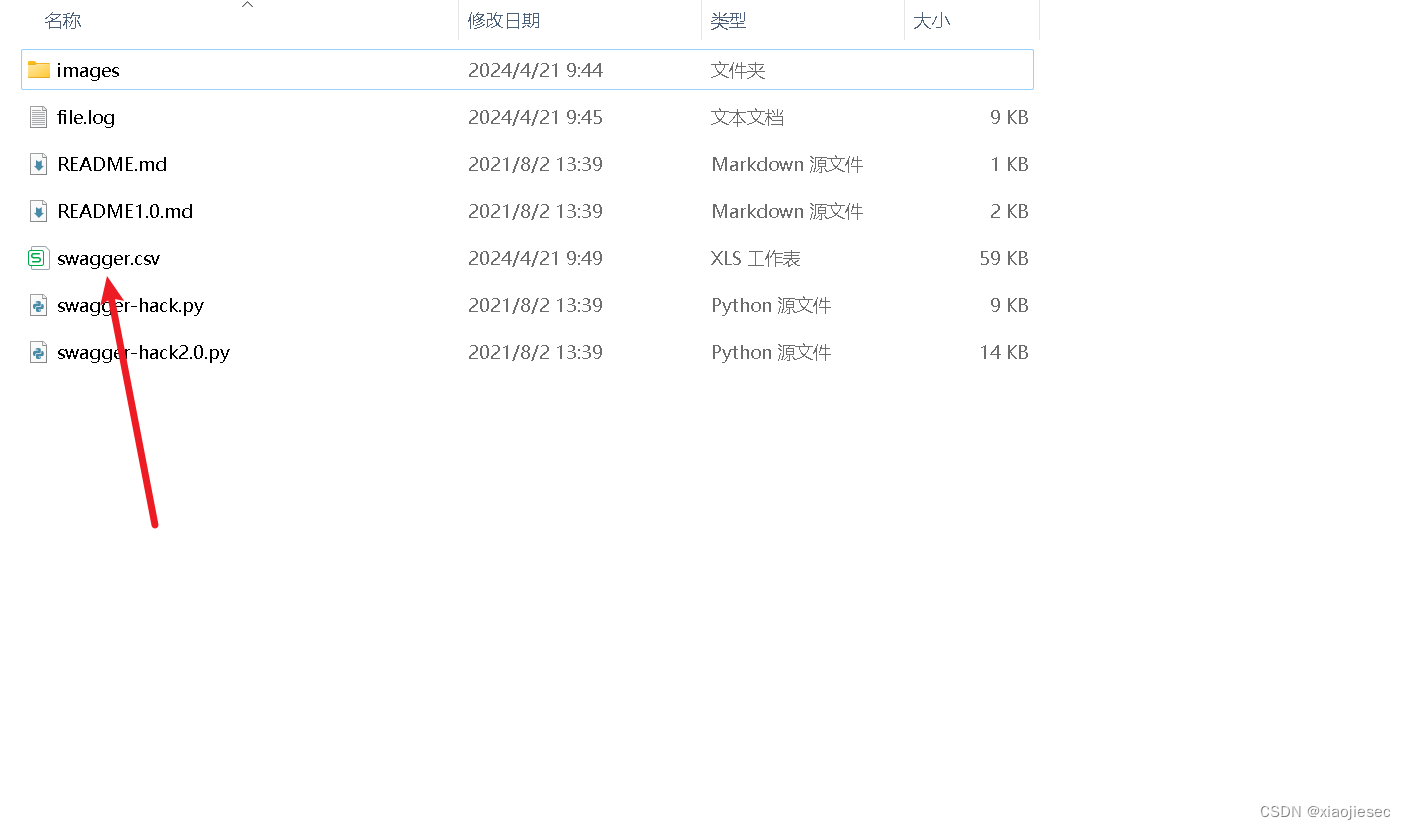 名称 修改日期 类型 大小
images 2024/4/21 9:44 文件夹
file.log 2024/4/21 9:45 文本文档 9 KB
README.md 2021/8/2 13:39 Markdown 源文件 1 KB
README1.0.md 2021/8/2 13:39 Markdown 源文件 2 KB
swagger.csv 2024/4/21 9:49 XLS 工作表 59 KB
swagger-hack.py 2021/8/2 13:39 Python 源文件 9 KB
swagger-hack2.0.py 2021/8/2 13:39 Python 源文件 14 KB
CSDN @xiaojiesec